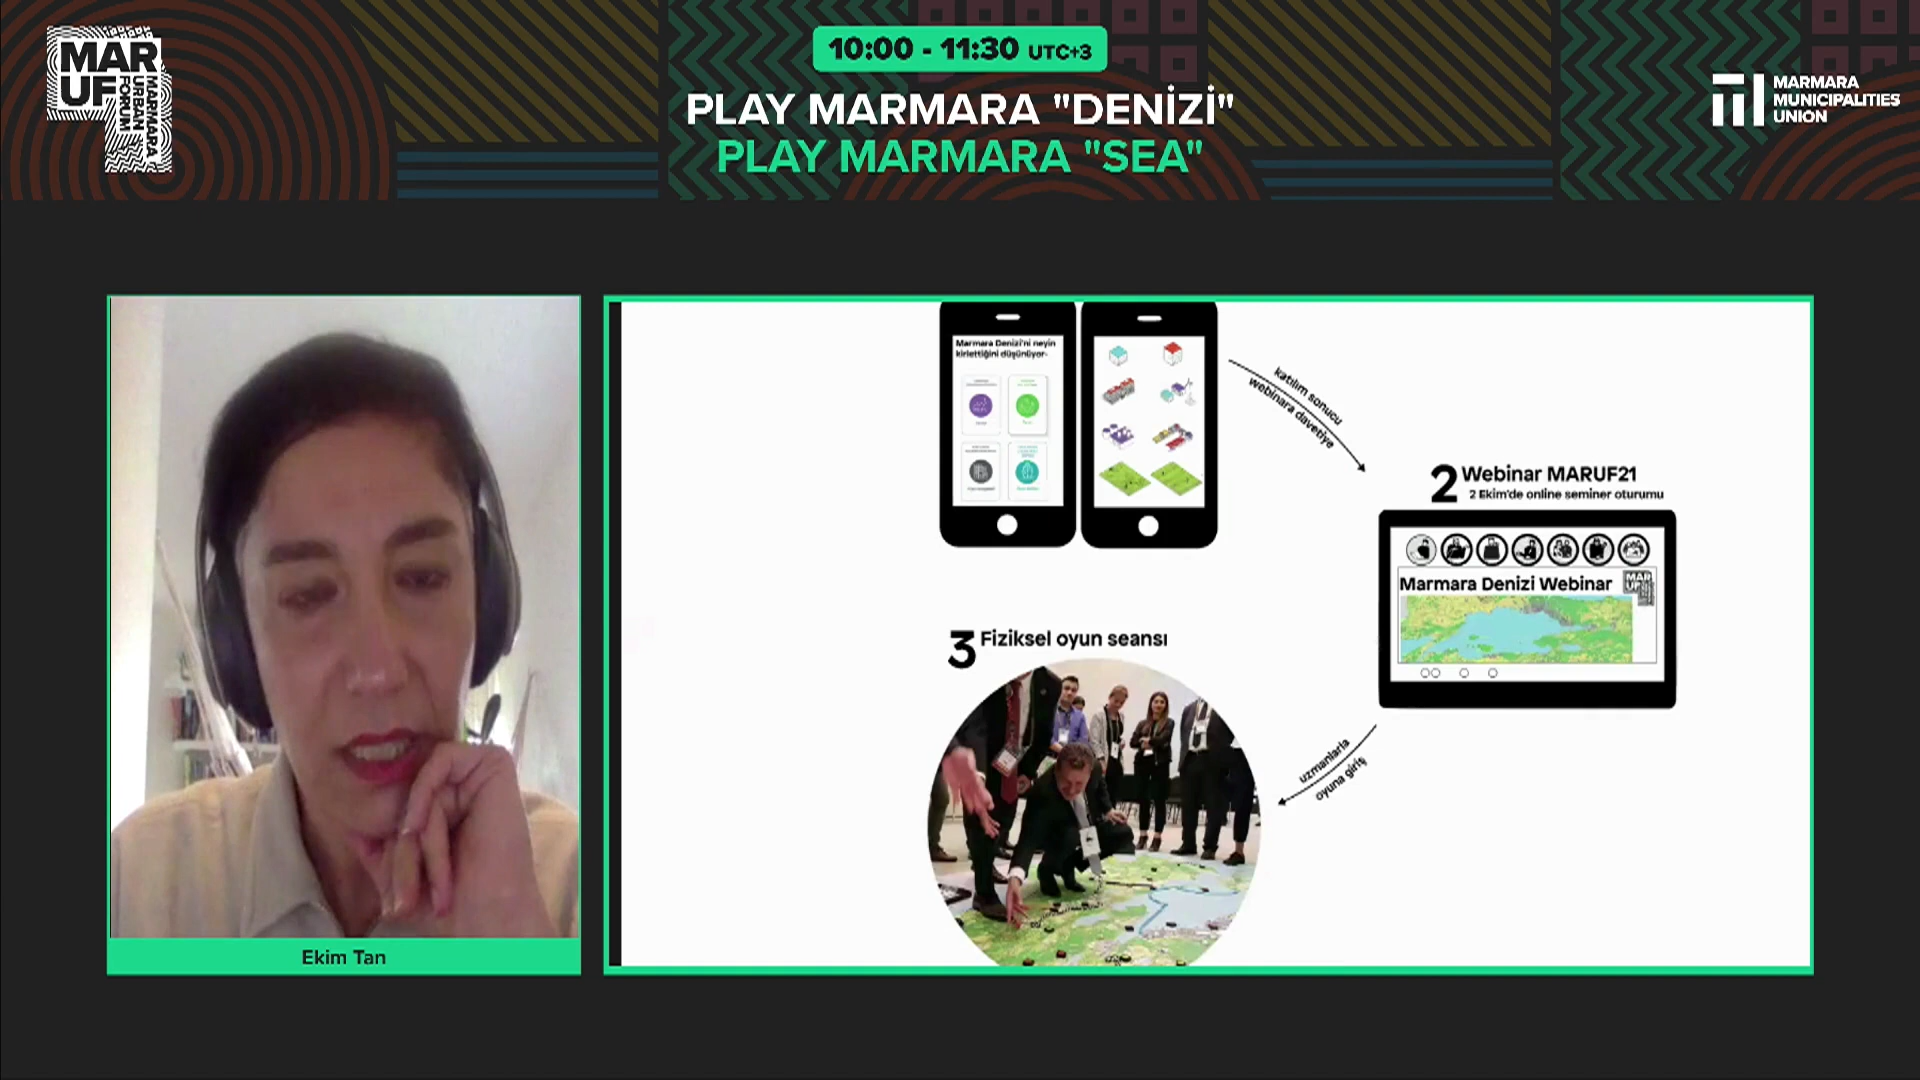 MAR
UF
MARMARA
URBAN
FORUM
10:00 - 11:30 UTC+3
PLAY MARMARA "DENİZİ"
PLAY MARMARA "SEA"
MARMARA
MUNICIPALITIES
UNION
Ekim Tan
Marmara Denizi'ni neyin
kirlettiğini düşünüyor-
katılım sonucu
webinara davetiye
2 Webinar MARUF21
2 Ekim'de online seminer oturumu
Marmara Denizi Webinar
MAR
UF
3 Fiziksel oyun seansı
uzmanlarla
oyuna giriş